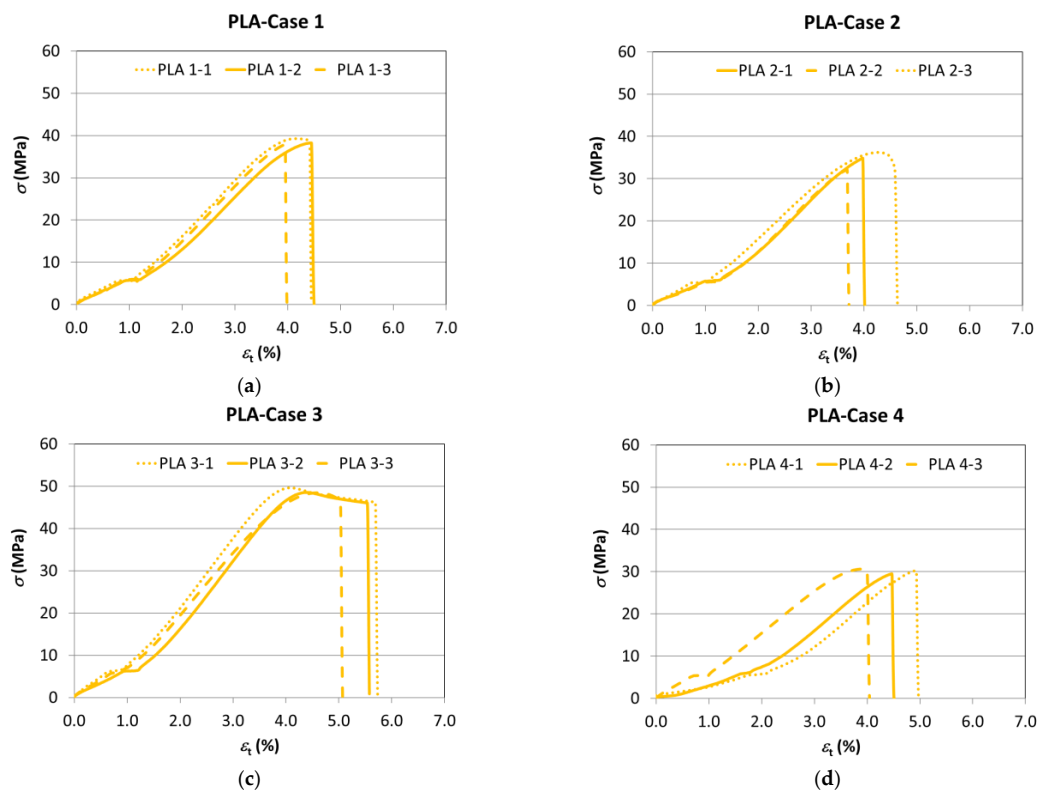 PLA-Case 1
60
50
40
30
20
10
0
σ (MPa)
PLA 1-1 PLA 1-2 PLA 1-3
0.0 1.0 2.0 3.0 4.0 5.0 6.0 7.0
εt (%)
(a)
PLA-Case 2
60
50
40
30
20
10
0
σ (MPa)
PLA 2-1 PLA 2-2 PLA 2-3
0.0 1.0 2.0 3.0 4.0 5.0 6.0 7.0
εt (%)
(b)
PLA-Case 3
60
50
40
30
20
10
0
σ (MPa)
PLA 3-1 PLA 3-2 PLA 3-3
0.0 1.0 2.0 3.0 4.0 5.0 6.0 7.0
εt (%)
(c)
PLA-Case 4
60
50
40
30
20
10
0
σ (MPa)
PLA 4-1 PLA 4-2 PLA 4-3
0.0 1.0 2.0 3.0 4.0 5.0 6.0 7.0
εt (%)
(d)